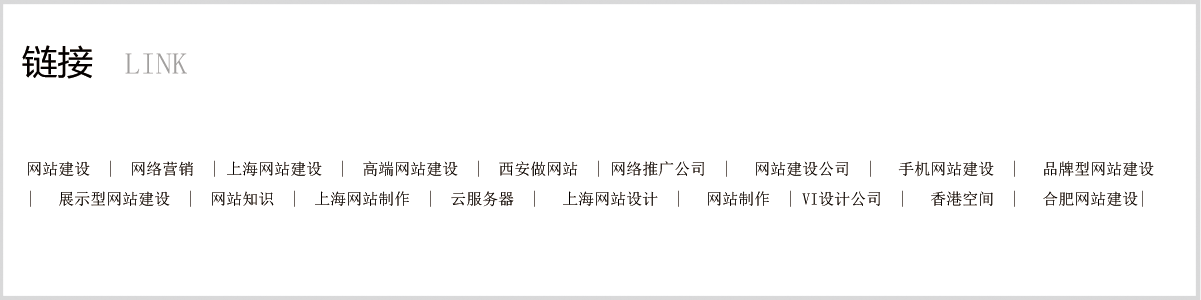 链接 LINK
网站建设 | 网络营销 | 上海网站建设 | 高端网站建设 | 西安做网站 | 网络推广公司 | 网站建设公司 | 手机网站建设 | 品牌型网站建设
| 展示型网站建设 | 网站知识 | 上海网站制作 | 云服务器 | 上海网站设计 | 网站制作 | VI设计公司 | 香港空间 | 合肥网站建设|